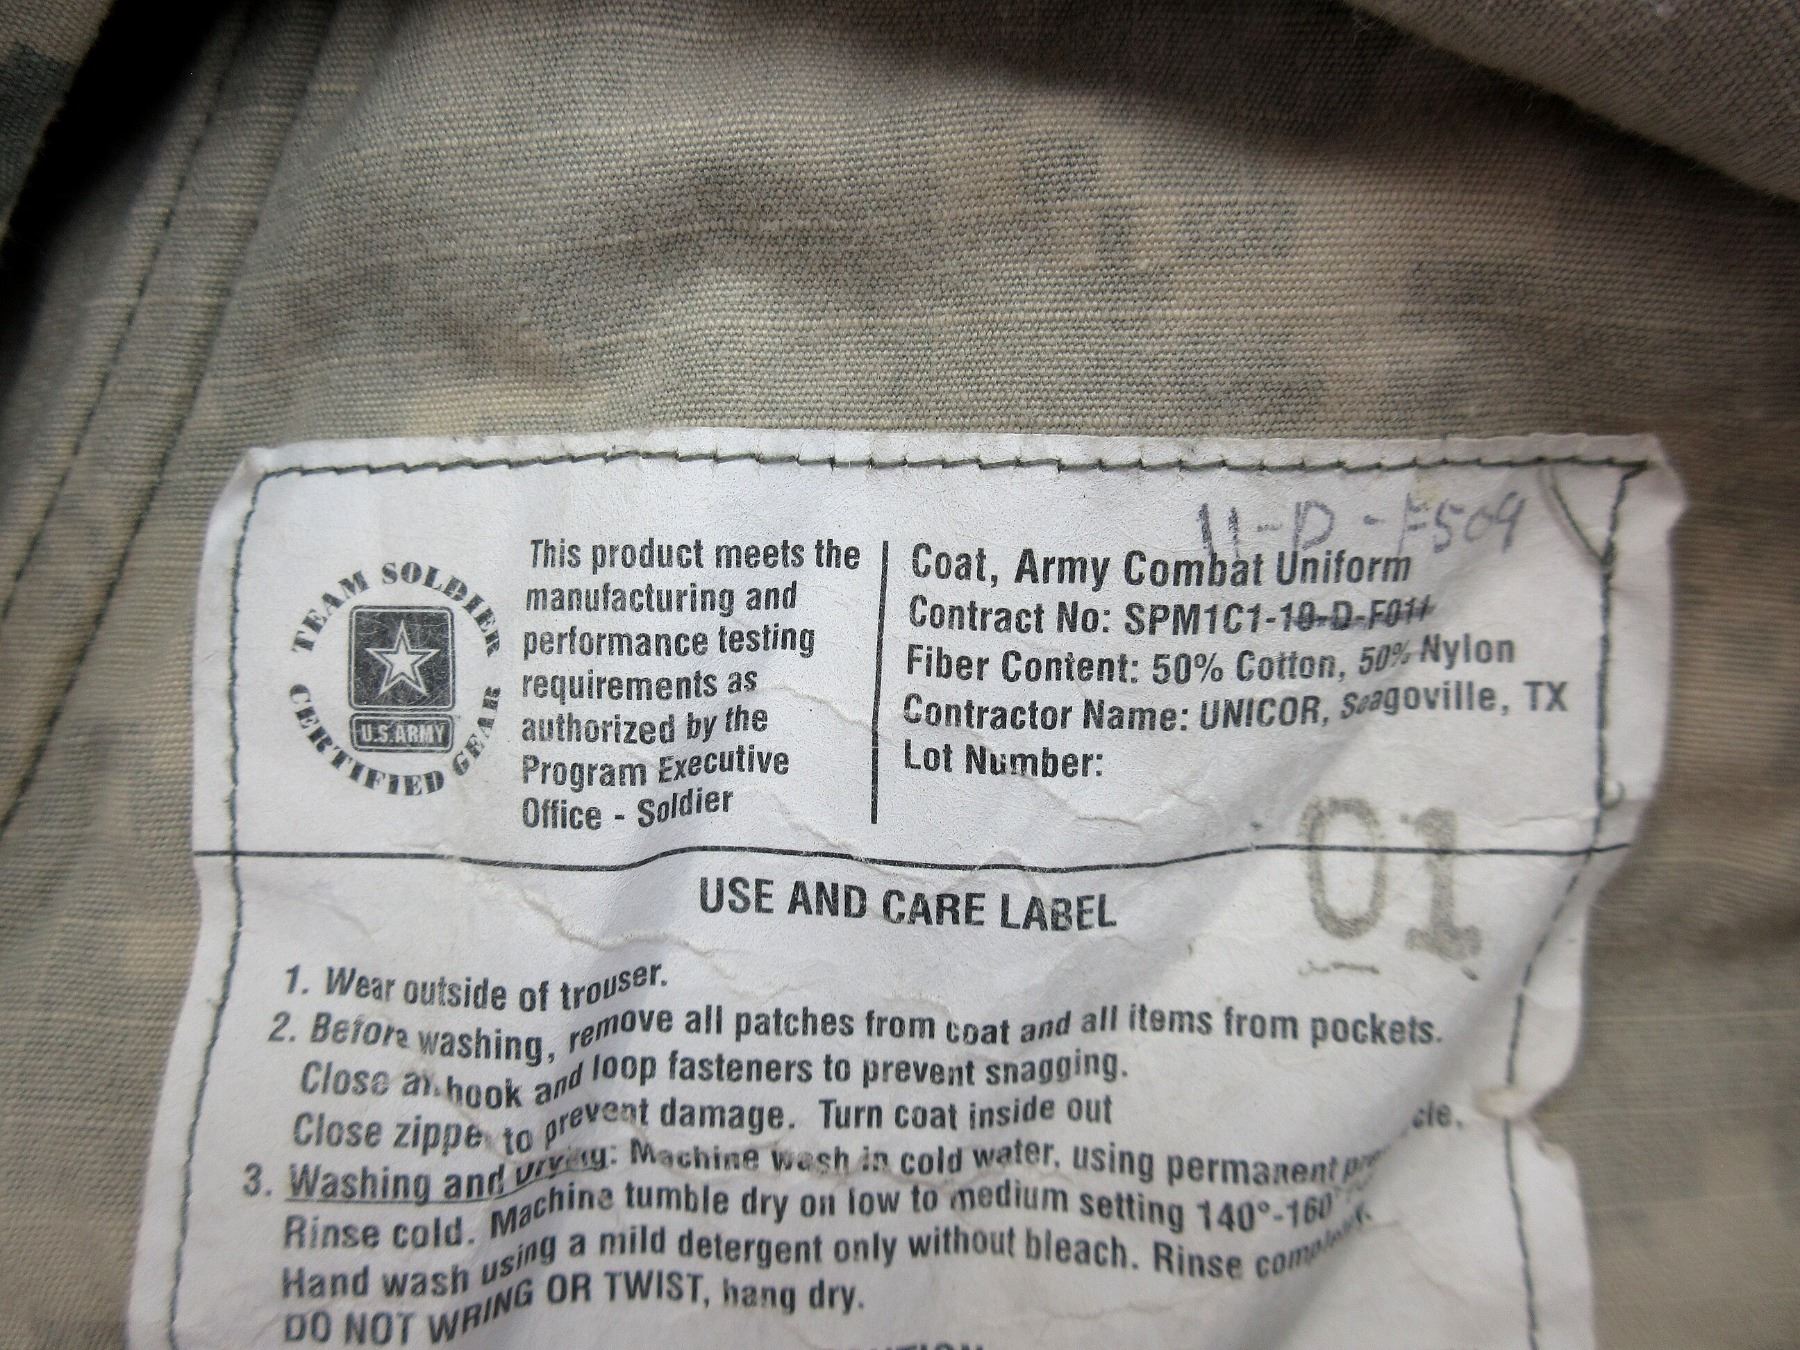 11-D-F509
TEAM SOLDIER
CERTIFIED GEAR
U.S.ARMY
This product meets the
manufacturing and
performance testing
requirements as
authorized by the
Program Executive
Office - Soldier
Coat, Army Combat Uniform
Contract No: SPM1C1-10-D-F011
Fiber Content: 50% Cotton, 50% Nylon
Contractor Name: UNICOR, Seagoville, TX
Lot Number:
01
USE AND CARE LABEL
1. Wear outside of trouser.
2. Before washing, remove all patches from coat and all items from pockets.
Close hook and loop fasteners to prevent snagging.
Close to prevent damage. Turn coat inside out
3. Washing and Drying: Machine wash in cold water, using permanent
Rinse cold. Machine tumble dry on low to medium setting 140°-160°
Hand wash using a mild detergent only without bleach. Rinse
DO NOT WRING OR TWIST, hang dry.